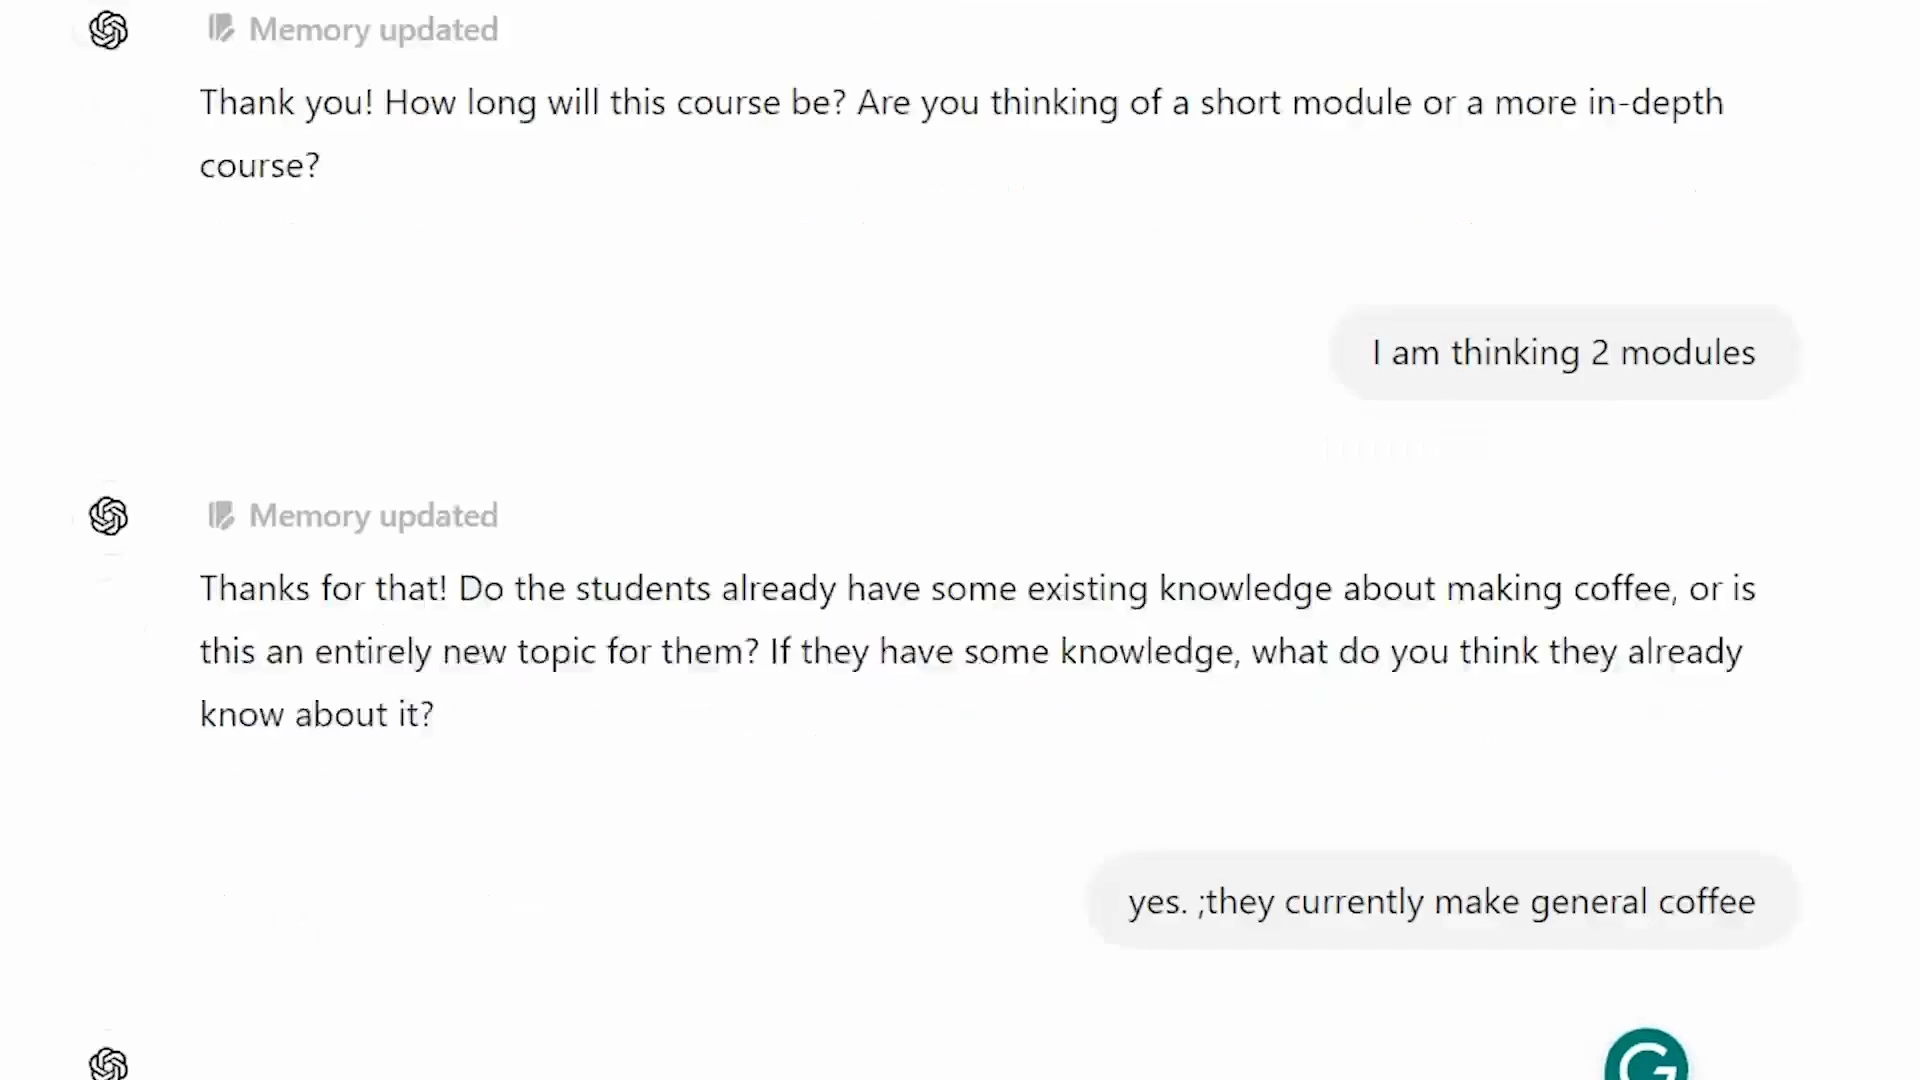 Memory updated
Thank you! How long will this course be? Are you thinking of a short module or a more in-depth
course?
I am thinking 2 modules
Memory updated
Thanks for that! Do the students already have some existing knowledge about making coffee, or is
this an entirely new topic for them? If they have some knowledge, what do you think they already
know about it?
yes. ;they currently make general coffee